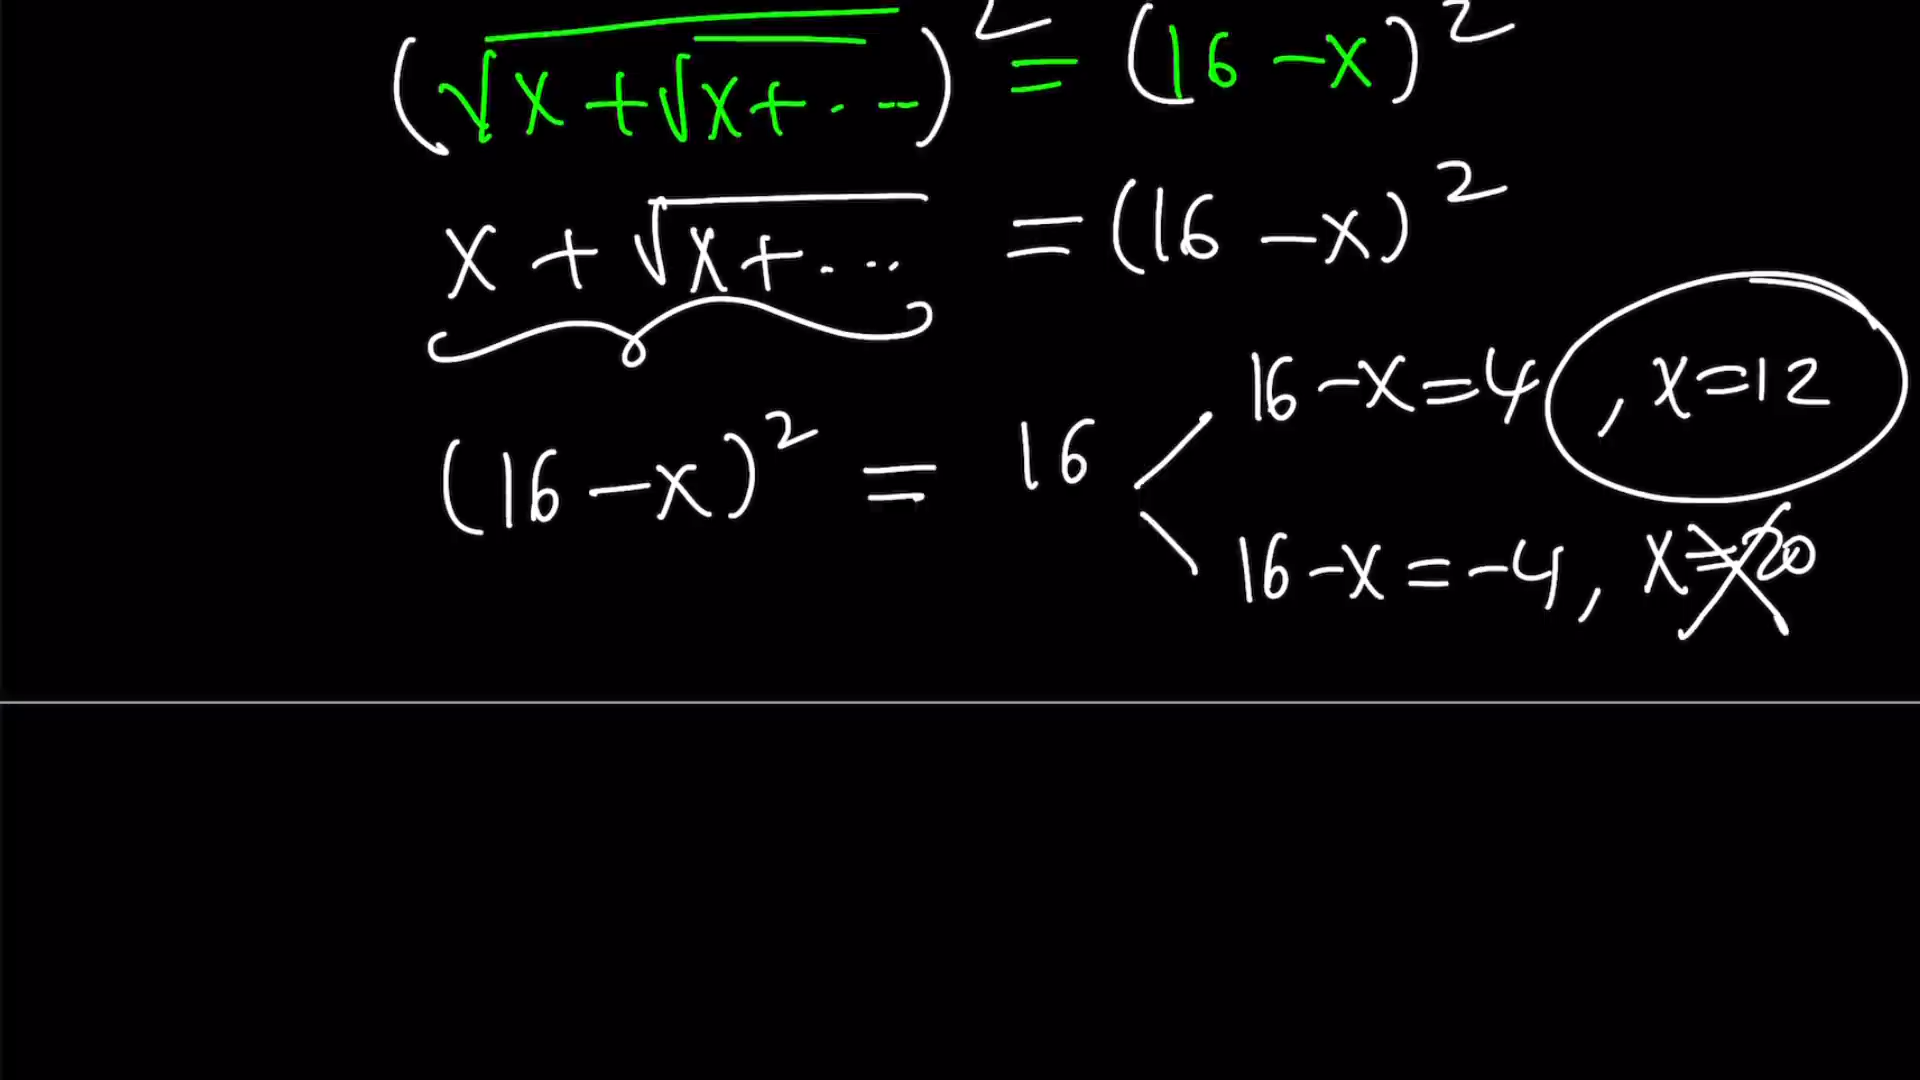 (√x+√x+.--)² = (16-x)²
x + √x+... = (16-x)²
16-x=4, x=12
(16-x)² = 16
16-x=-4, x=20